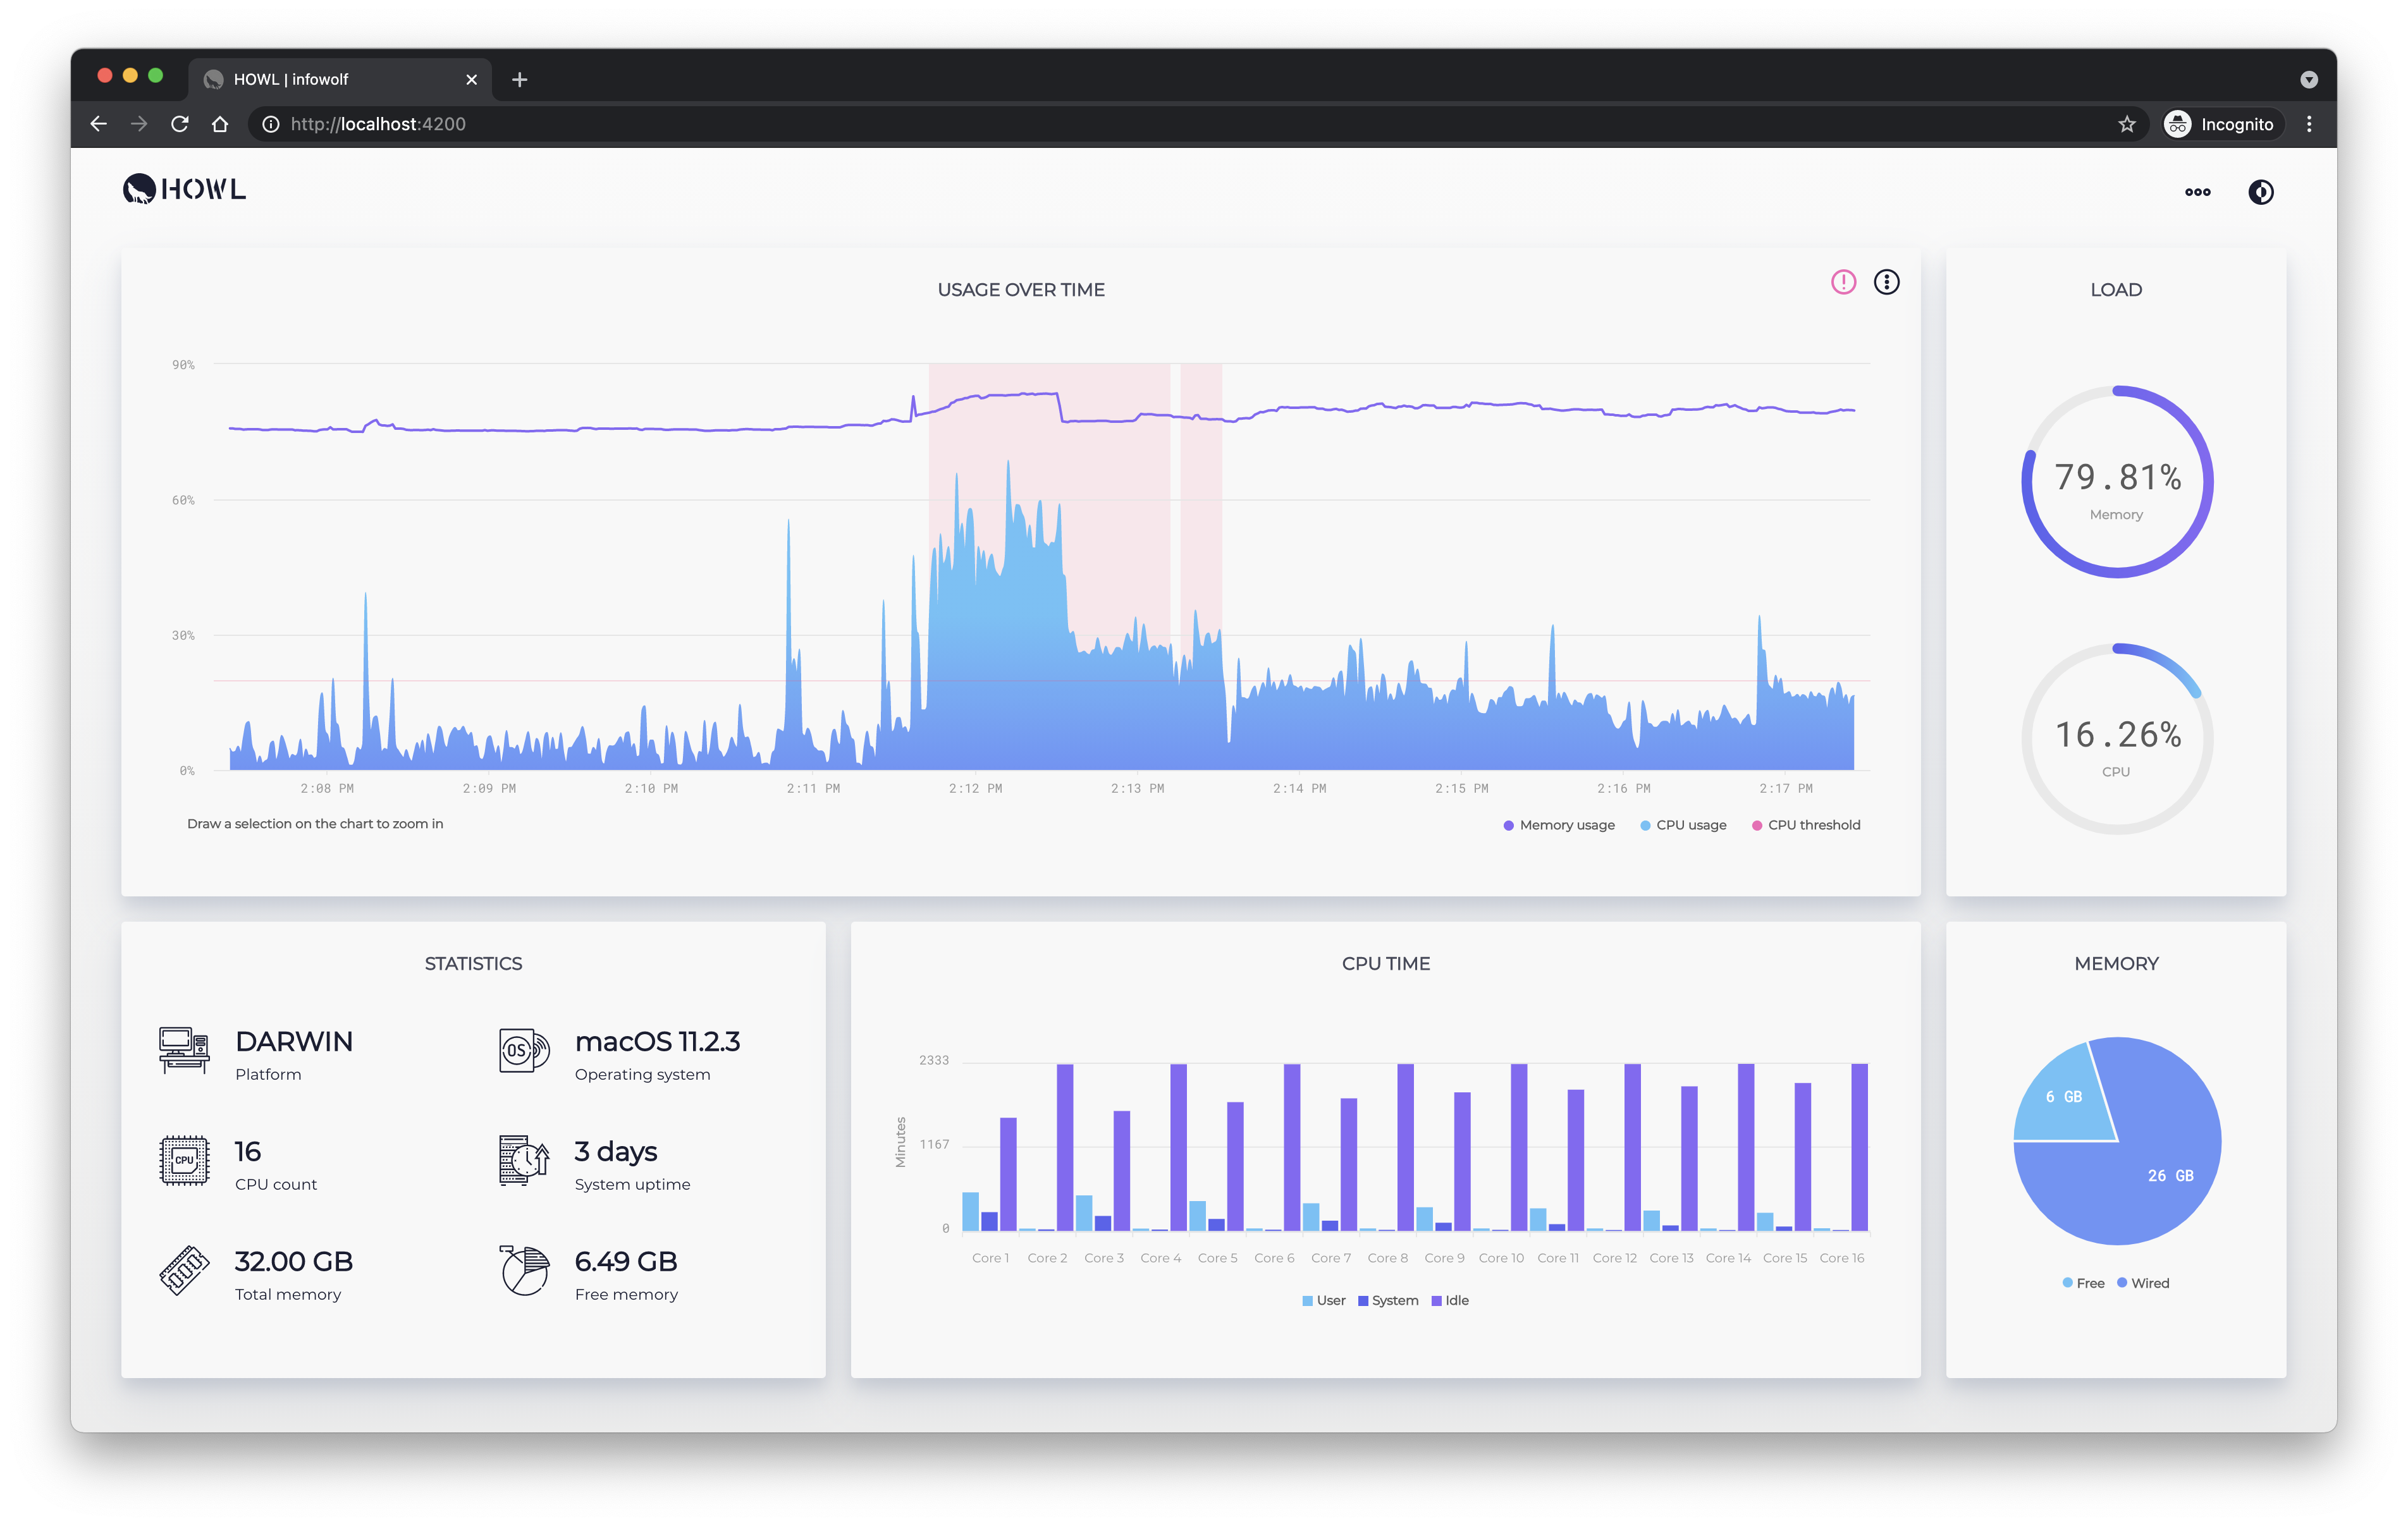 HOWL | infowolf
http://localhost:4200
Incognito
HOWL
USAGE OVER TIME
90%
60%
30%
0%
2:08 PM 2:09 PM 2:10 PM 2:11 PM 2:12 PM 2:13 PM 2:14 PM 2:15 PM 2:16 PM 2:17 PM
Draw a selection on the chart to zoom in
Memory usage CPU usage CPU threshold
LOAD
79.81%
Memory
16.26%
CPU
STATISTICS
DARWIN
Platform
OS
macOS 11.2.3
Operating system
CPU
16
CPU count
3 days
System uptime
32.00 GB
Total memory
6.49 GB
Free memory
CPU TIME
Minutes
2333
1167
0
Core 1 Core 2 Core 3 Core 4 Core 5 Core 6 Core 7 Core 8 Core 9 Core 10 Core 11 Core 12 Core 13 Core 14 Core 15 Core 16
User System Idle
MEMORY
6 GB
26 GB
Free Wired